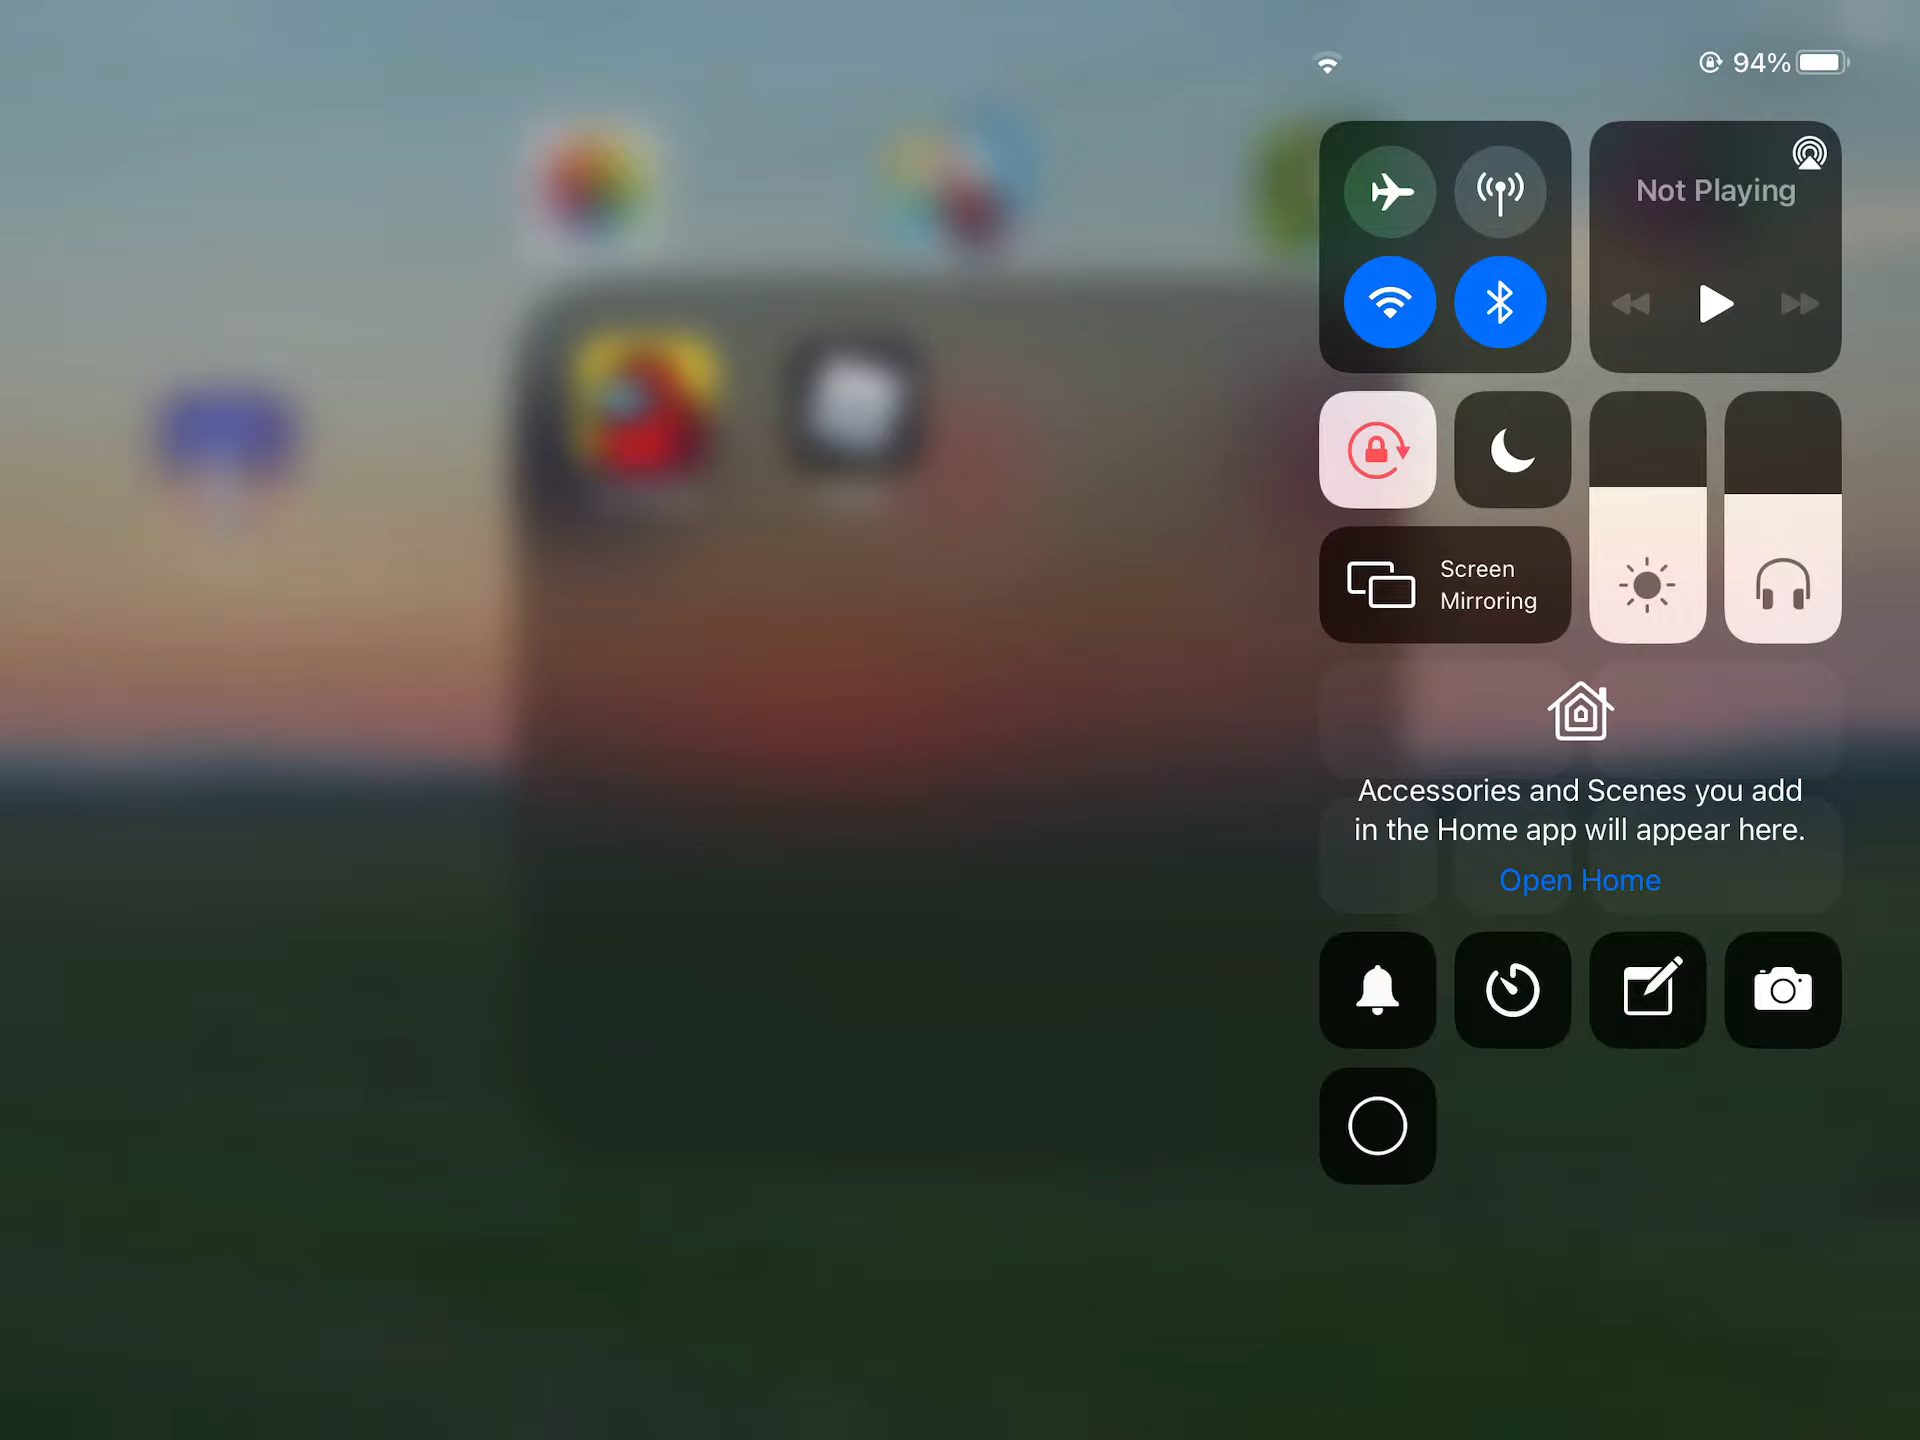 94%
Not Playing
Screen
Mirroring
Accessories and Scenes you add
in the Home app will appear here.
Open Home